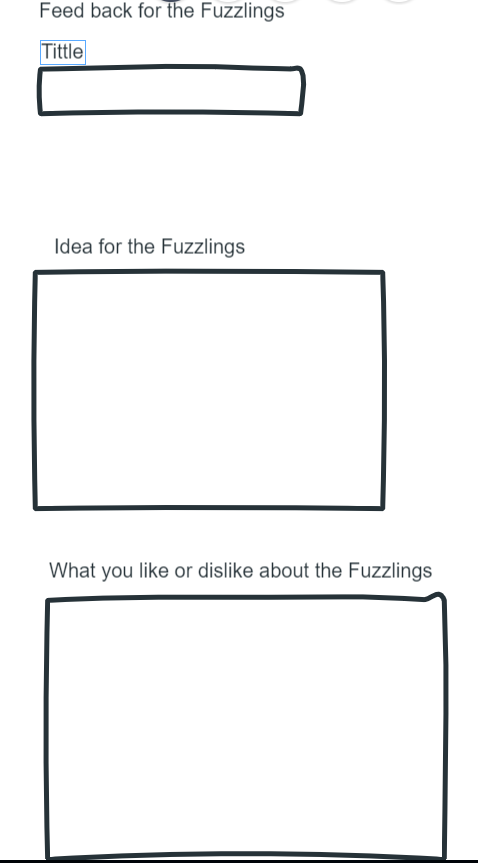 Feed back for the Fuzzlings
Tittle
Idea for the Fuzzlings
What you like or dislike about the Fuzzlings